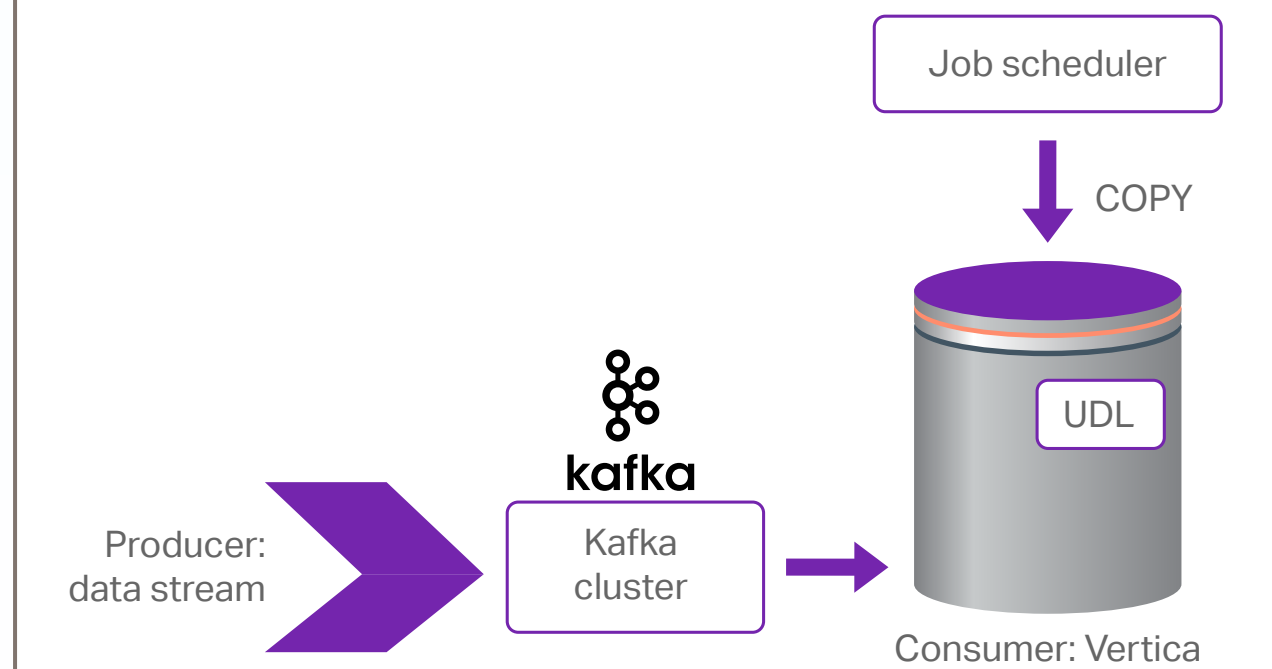 Job scheduler
COPY
UDL
kafka
Kafka
cluster
Producer:
data stream
Consumer: Vertica